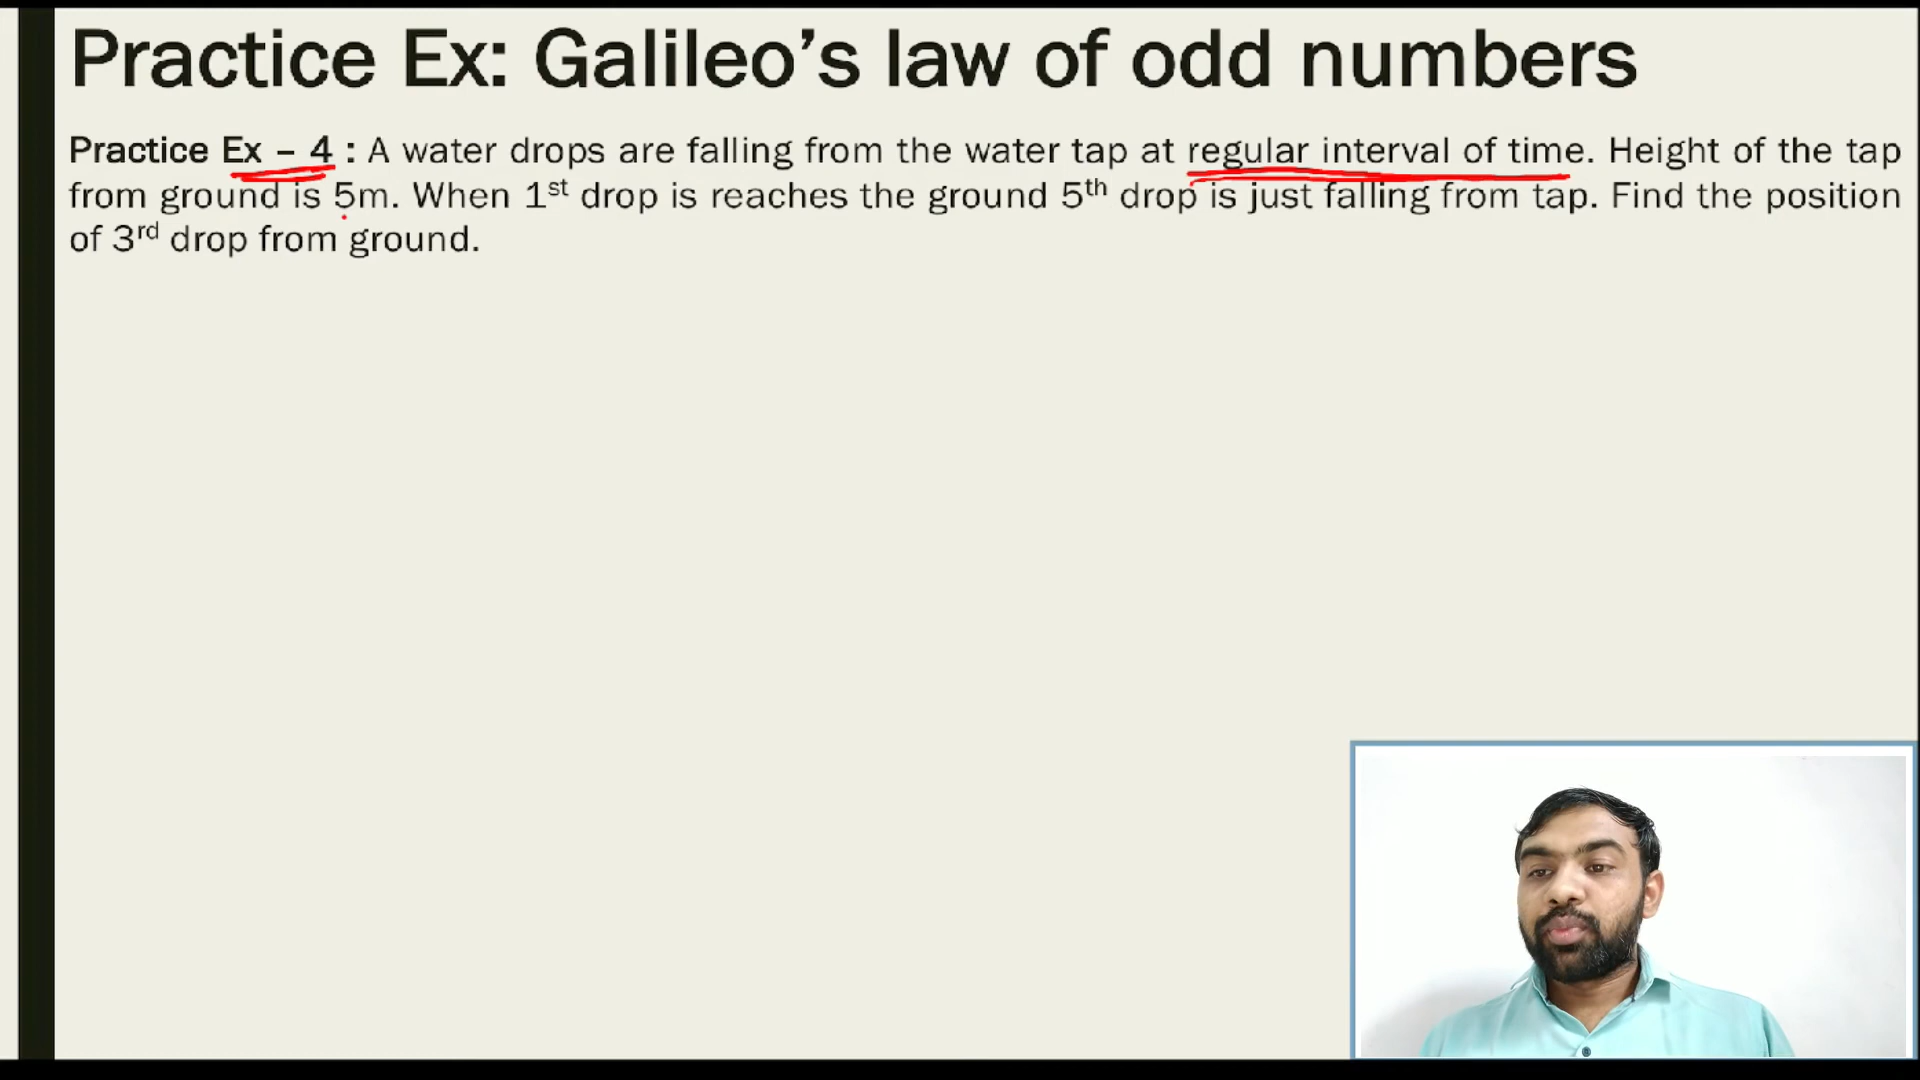 Practice Ex: Galileo’s law of odd numbers
Practice Ex – 4 : A water drops are falling from the water tap at regular interval of time. Height of the tap
from ground is 5m. When 1st drop is reaches the ground 5th drop is just falling from tap. Find the position
of 3rd drop from ground.